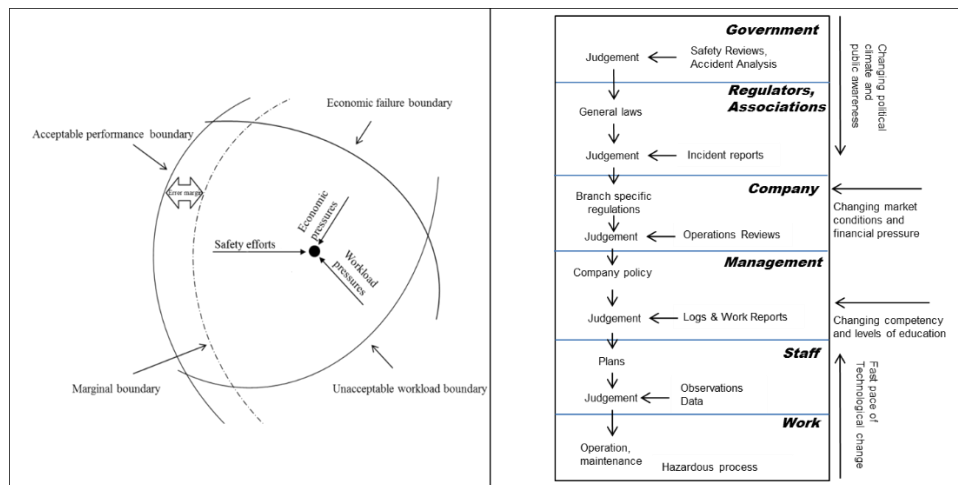 Economic failure boundary
Acceptable performance boundary
Error margin
Economic
pressures
Safety efforts
Workload
pressures
Marginal boundary
Unacceptable workload boundary
Government
Safety Reviews,
Judgement
Accident Analysis
Regulators,
Associations
General laws
Judgement
Incident reports
Company
Branch specific
regulations
Judgement
Operations Reviews
Management
Company policy
Judgement
Logs & Work Reports
Staff
Plans
Judgement
Observations
Data
Work
Operation,
maintenance
Hazardous process
Changing political
climate and
public awareness
Changing market
conditions and
financial pressure
Changing competency
and levels of education
Fast pace of
Technological change